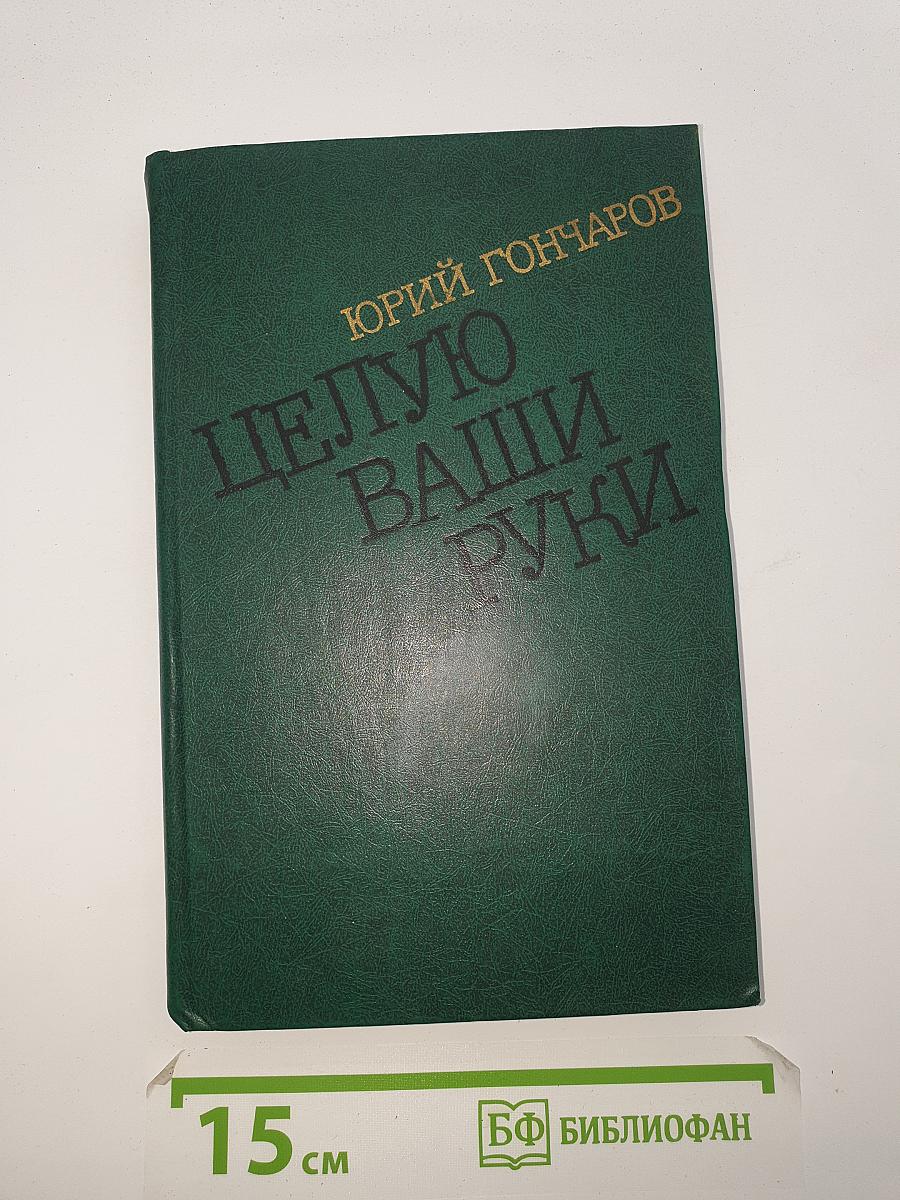 ЮРИЙ ГОНЧАРОВ
ЦЕЛУЮ
ВАШИ
РУКИ
15 см
БФ БИБЛИОФАН